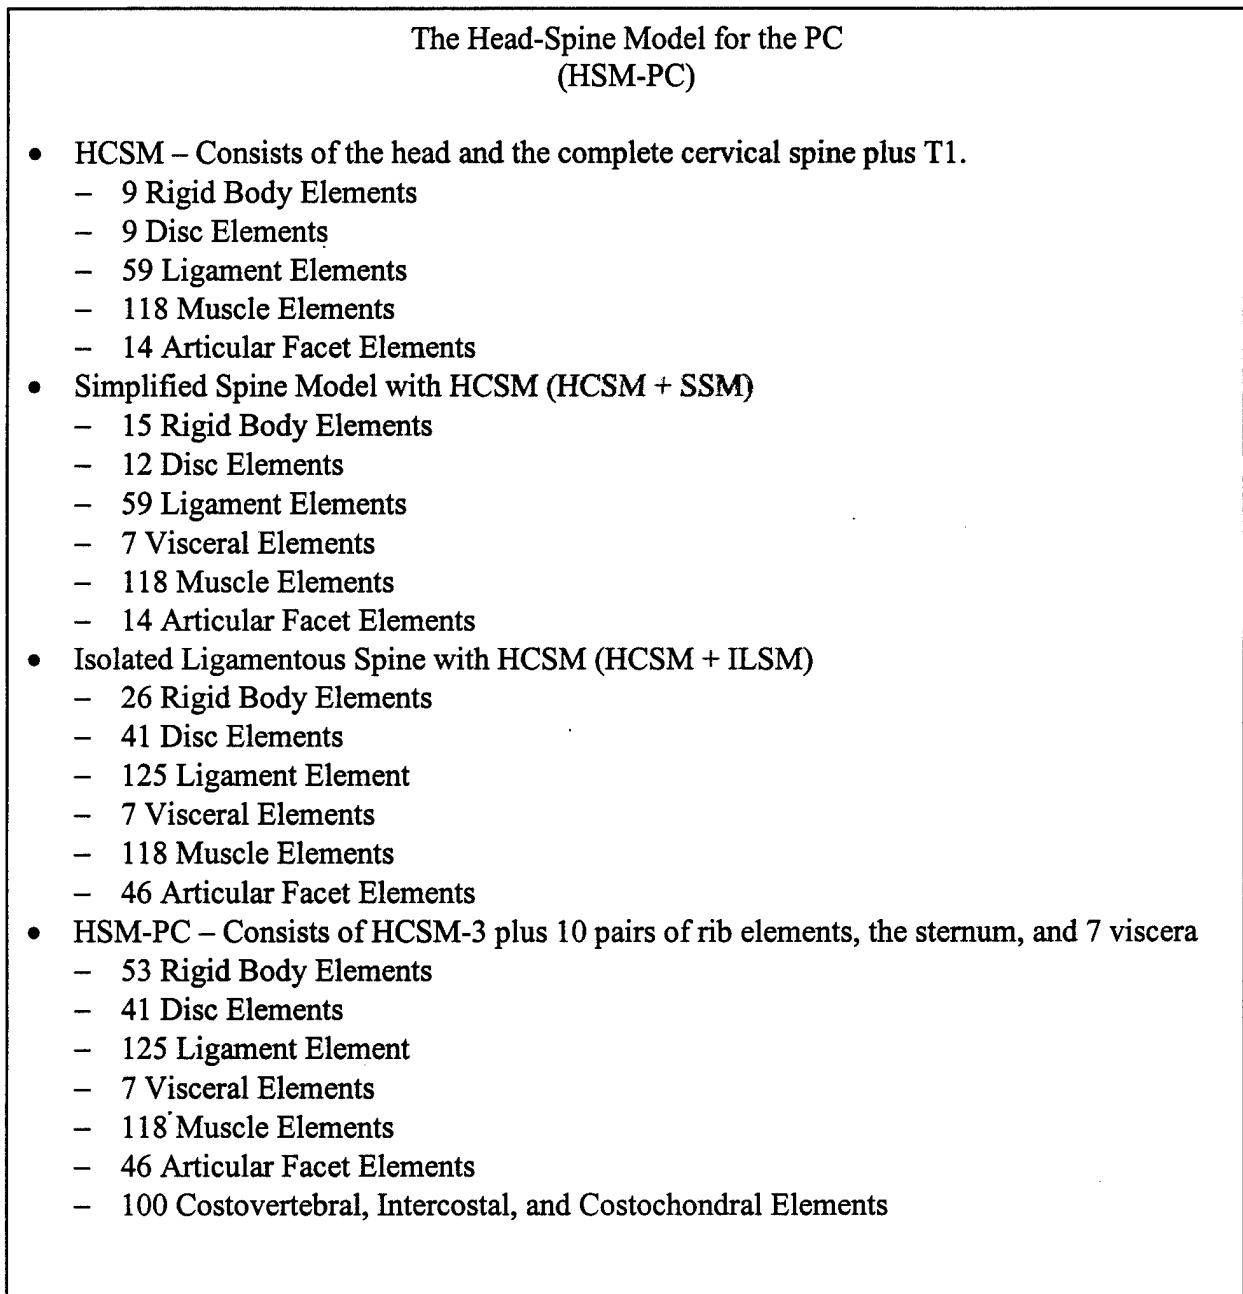 The Head-Spine Model for the PC
(HSM-PC)
• HCSM – Consists of the head and the complete cervical spine plus T1.
– 9 Rigid Body Elements
– 9 Disc Elements
– 59 Ligament Elements
– 118 Muscle Elements
– 14 Articular Facet Elements
• Simplified Spine Model with HCSM (HCSM + SSM)
– 15 Rigid Body Elements
– 12 Disc Elements
– 59 Ligament Elements
– 7 Visceral Elements
– 118 Muscle Elements
– 14 Articular Facet Elements
• Isolated Ligamentous Spine with HCSM (HCSM + ILSM)
– 26 Rigid Body Elements
– 41 Disc Elements
– 125 Ligament Element
– 7 Visceral Elements
– 118 Muscle Elements
– 46 Articular Facet Elements
• HSM-PC – Consists of HCSM-3 plus 10 pairs of rib elements, the sternum, and 7 viscera
– 53 Rigid Body Elements
– 41 Disc Elements
– 125 Ligament Element
– 7 Visceral Elements
– 118 Muscle Elements
– 46 Articular Facet Elements
– 100 Costovertebral, Intercostal, and Costochondral Elements